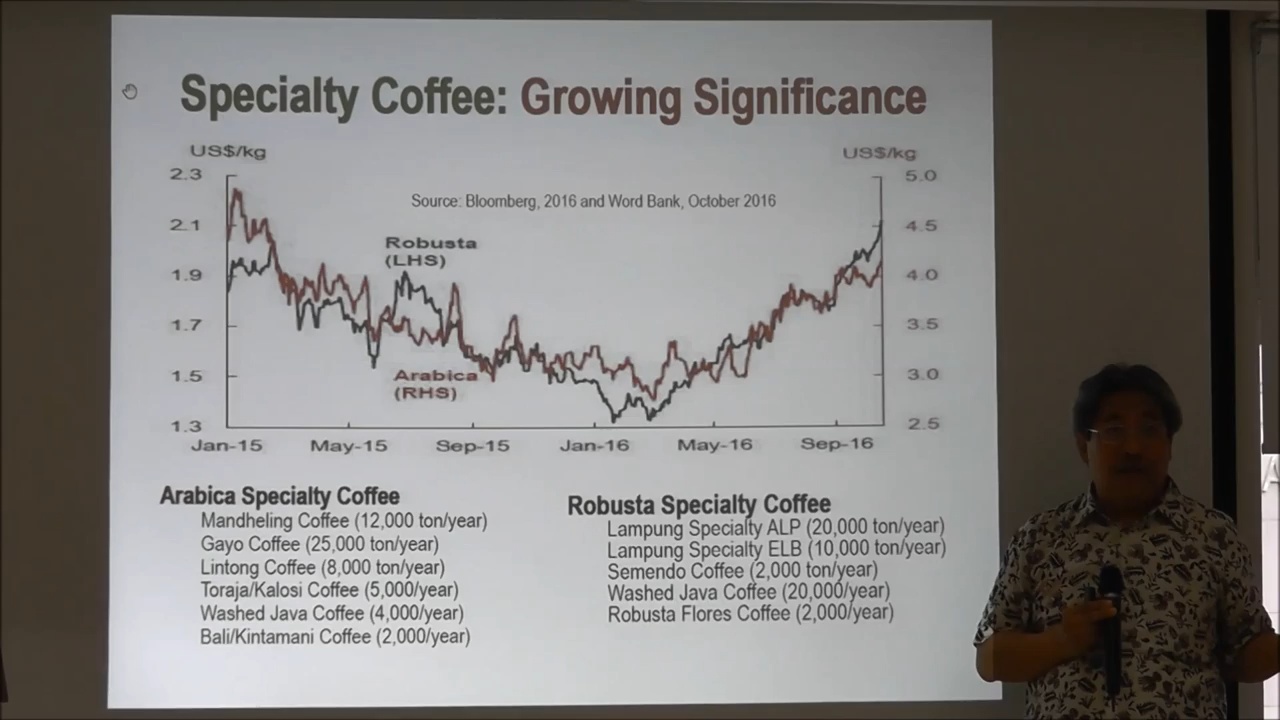 Specialty Coffee: Growing Significance
US$/kg
US$/kg
2.3
2.1
1.9
1.7
1.5
1.3
5.0
4.5
4.0
3.5
3.0
2.5
Source: Bloomberg, 2016 and Word Bank, October 2016
Robusta
(LHS)
Arabica
(RHS)
Jan-15 May-15 Sep-15 Jan-16 May-16 Sep-16
Arabica Specialty Coffee
Mandheling Coffee (12,000 ton/year)
Gayo Coffee (25,000 ton/year)
Lintong Coffee (8,000 ton/year)
Toraja/Kalosi Coffee (5,000/year)
Washed Java Coffee (4,000/year)
Bali/Kintamani Coffee (2,000/year)
Robusta Specialty Coffee
Lampung Specialty ALP (20,000 ton/year)
Lampung Specialty ELB (10,000 ton/year)
Semendo Coffee (2,000 ton/year)
Washed Java Coffee (20,000/year)
Robusta Flores Coffee (2,000/year)